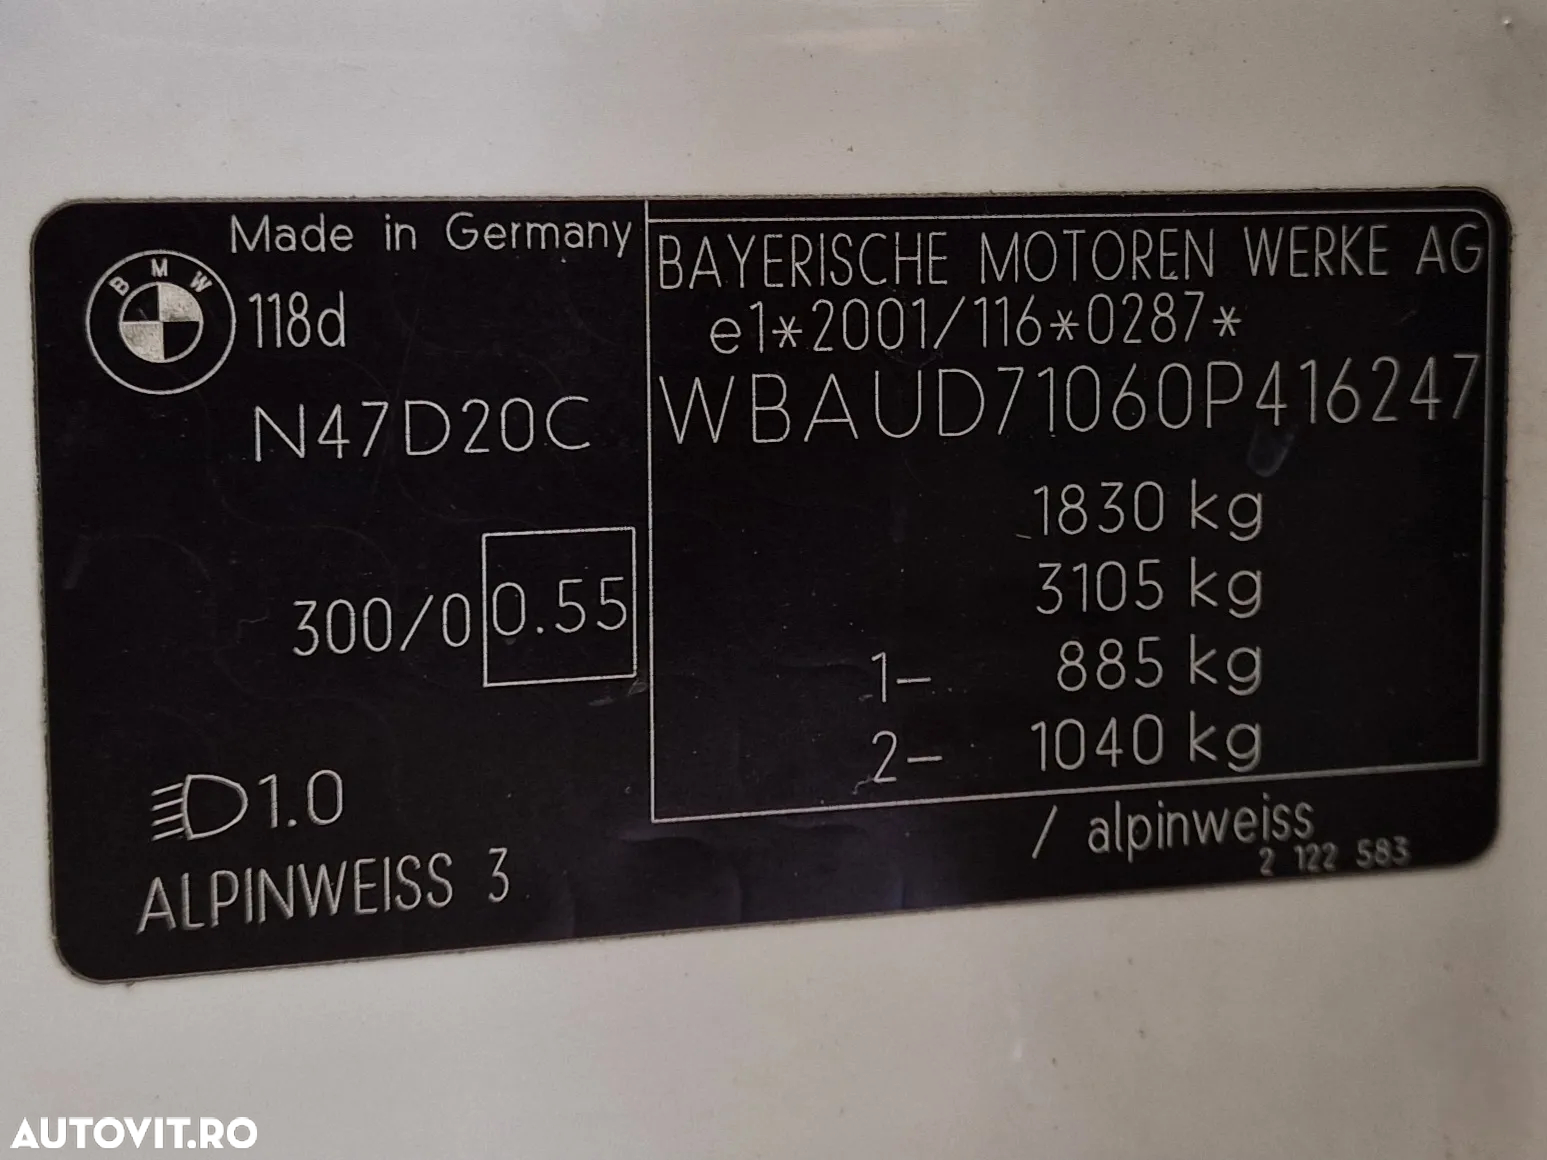 Made in Germany
BMW
118d
N47D20C
300/0 0.55
1.0
ALPINWEISS 3
BAYERISCHE MOTOREN WERKE AG
e1*2001/116*0287*
WBAUD71060P416247
1830 kg
3105 kg
1– 885 kg
2– 1040 kg
/ alpinweiss
2 122 583
AUTOVIT.RO